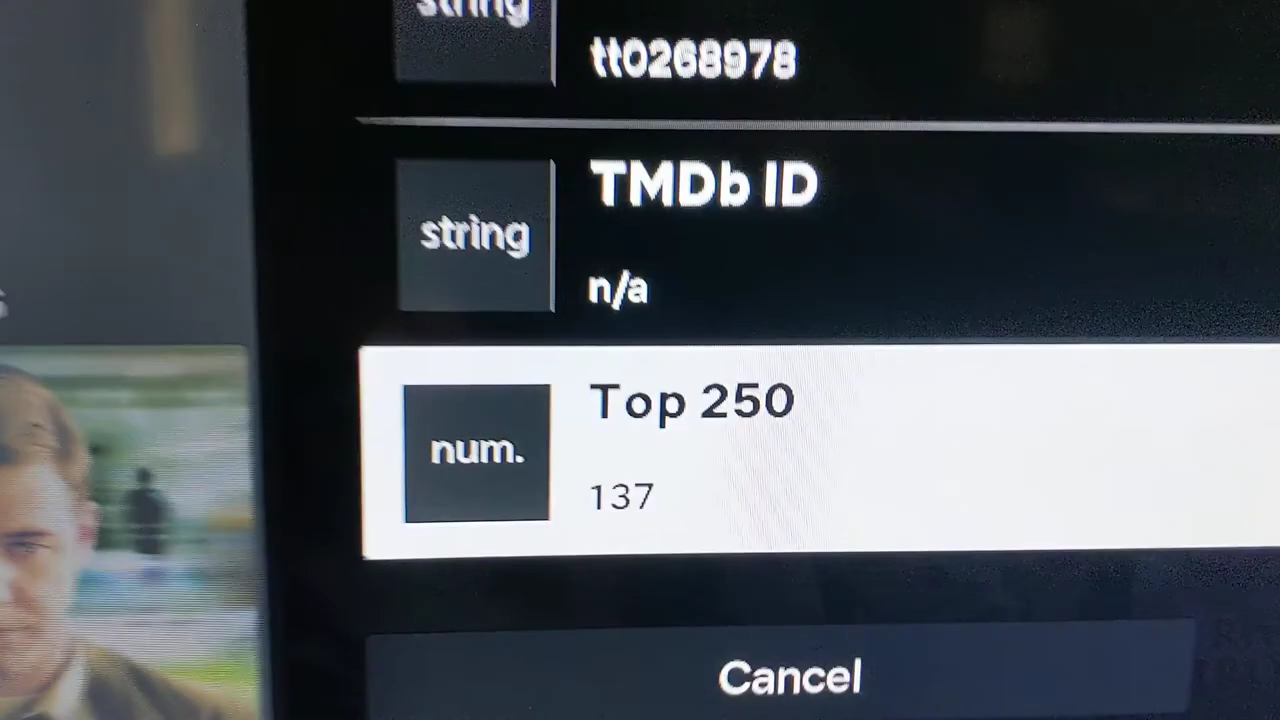 string
tt0268978
TMDb ID
string
n/a
Top 250
num.
137
Cancel